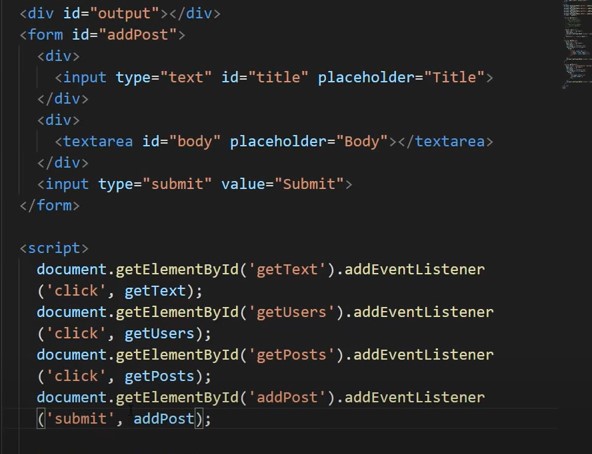 <div id="output"></div>
<form id="addPost">
<div>
<input type="text" id="title" placeholder="Title">
</div>
<div>
<textarea id="body" placeholder="Body"></textarea>
</div>
<input type="submit" value="Submit">
</form>
<script>
document.getElementById('getText').addEventListener
('click', getText);
document.getElementById('getUsers').addEventListener
('click', getUsers);
document.getElementById('getPosts').addEventListener
('click', getPosts);
document.getElementById('addPost').addEventListener
('submit', addPost);